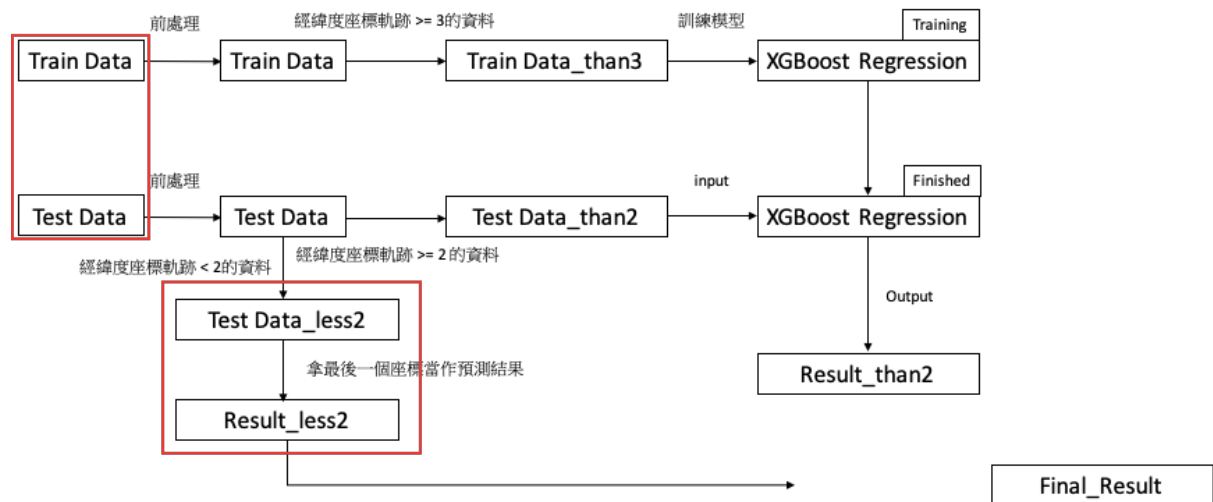 前處理
經緯度座標軌跡 >= 3的資料
訓練模型
Training
Train Data
Train Data
Train Data_than3
XGBoost Regression
前處理
input
Finished
Test Data
Test Data
Test Data_than2
XGBoost Regression
經緯度座標軌跡 < 2的資料
經緯度座標軌跡 >= 2 的資料
Test Data_less2
Output
拿最後一個座標當作預測結果
Result_than2
Result_less2
Final_Result